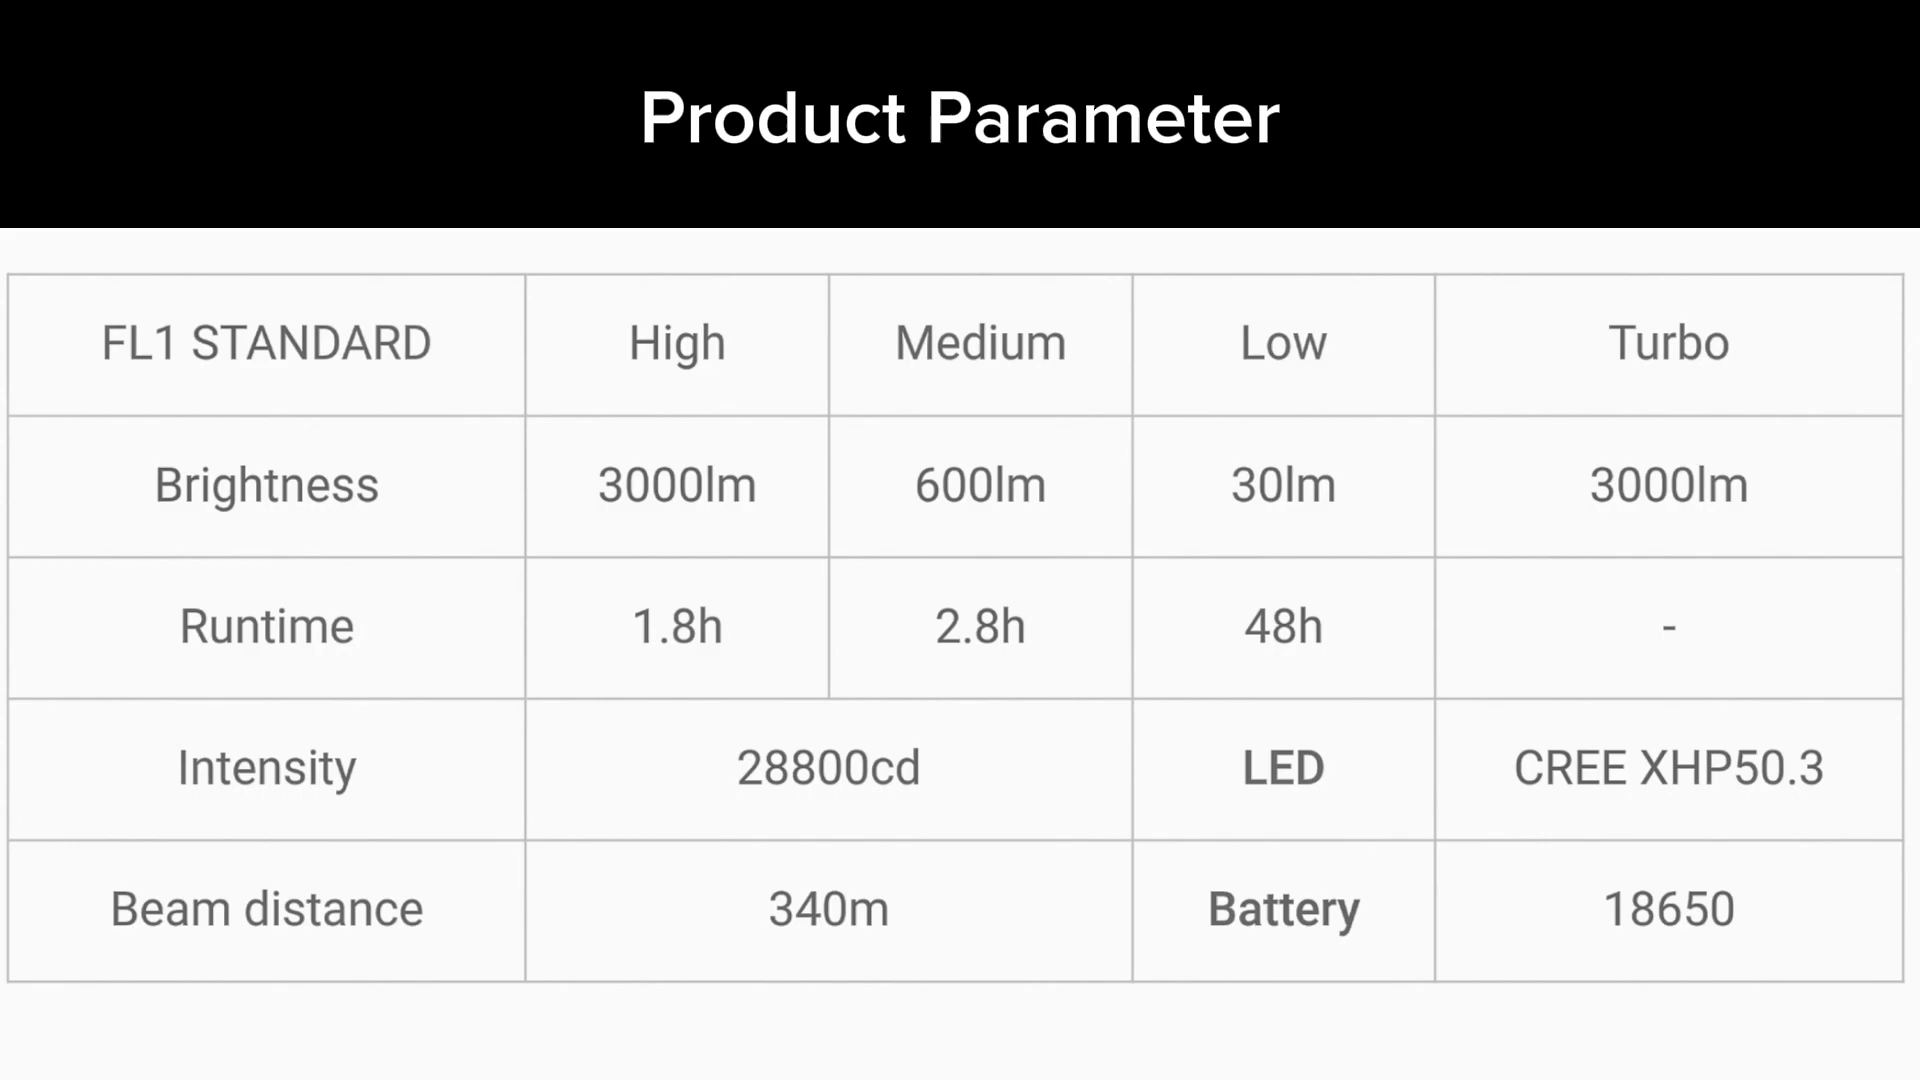 Product Parameter
FL1 STANDARD High Medium Low Turbo
Brightness 3000lm 600lm 30lm 3000lm
Runtime 1.8h 2.8h 48h -
Intensity 28800cd LED CREE XHP50.3
Beam distance 340m Battery 18650